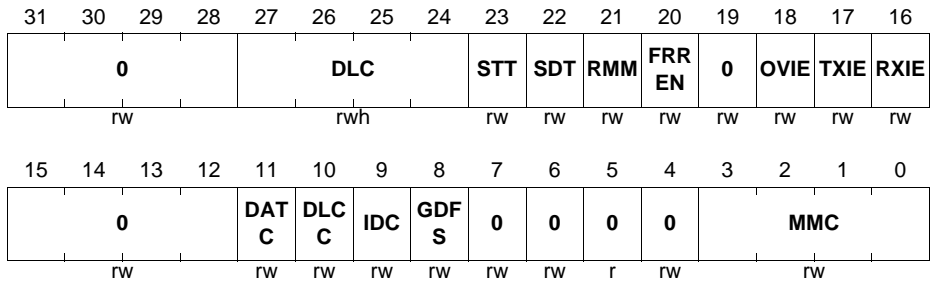 31 30 29 28 27 26 25 24 23 22 21 20 19 18 17 16
0 DLC STT SDT RMM FRR EN 0 OVIE TXIE RXIE
rw rwh rw rw rw rw rw rw rw rw
15 14 13 12 11 10 9 8 7 6 5 4 3 2 1 0
0 DAT C DLC C IDC GDF S 0 0 0 0 MMC
rw rw rw rw rw rw rw r rw rw